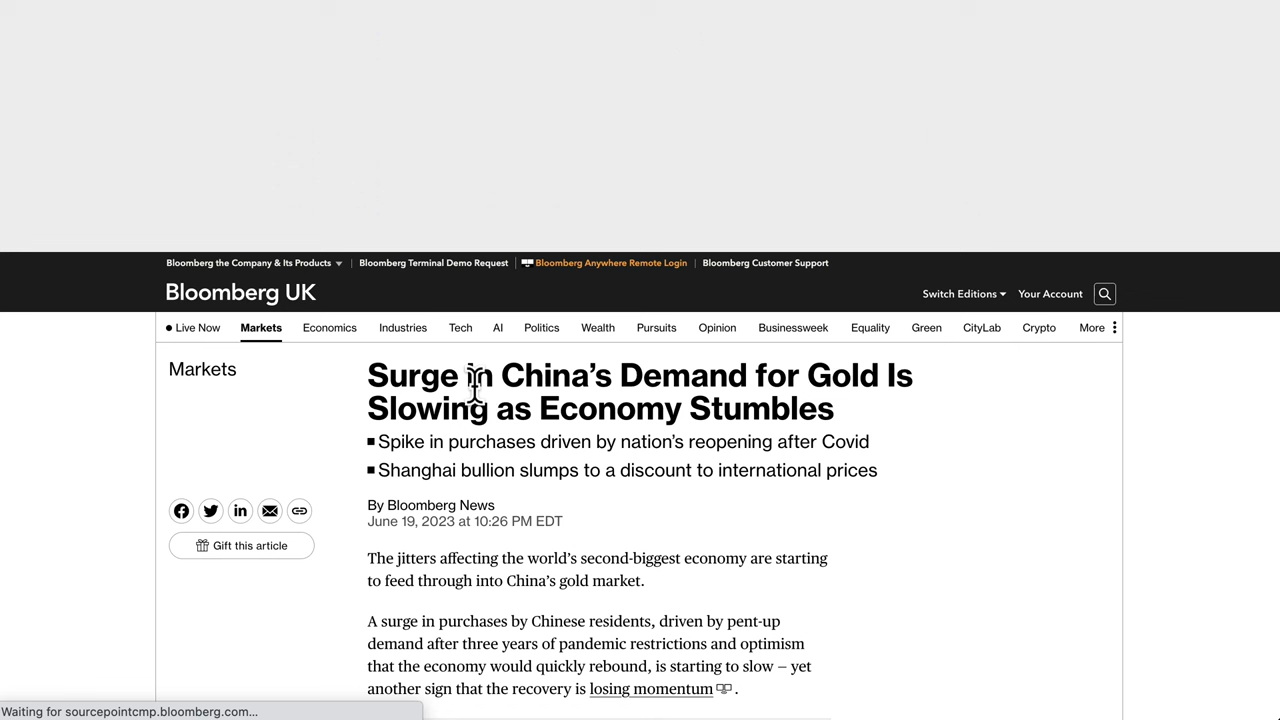 Bloomberg the Company & Its Products
Bloomberg Terminal Demo Request
Bloomberg Anywhere Remote Login
Bloomberg Customer Support
Bloomberg UK
Switch Editions
Your Account
Live Now
Markets
Economics
Industries
Tech
AI
Politics
Wealth
Pursuits
Opinion
Businessweek
Equality
Green
CityLab
Crypto
More
Markets
Surge in China's Demand for Gold Is
Slowing as Economy Stumbles
Spike in purchases driven by nation's reopening after Covid
Shanghai bullion slumps to a discount to international prices
By Bloomberg News
June 19, 2023 at 10:26 PM EDT
Gift this article
The jitters affecting the world's second-biggest economy are starting
to feed through into China's gold market.
A surge in purchases by Chinese residents, driven by pent-up
demand after three years of pandemic restrictions and optimism
that the economy would quickly rebound, is starting to slow — yet
another sign that the recovery is losing momentum .
Waiting for sourcepointcmp.bloomberg.com...